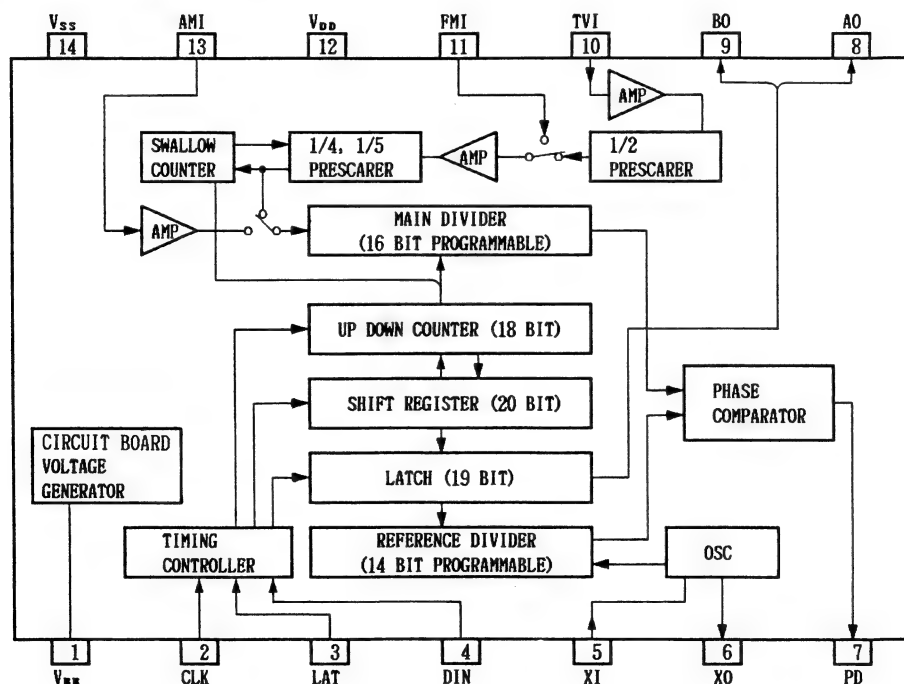 VSS AMI VDD FMI TVI BO AO
14 13 12 11 10 9 8
AMP
SWALLOW
COUNTER
1/4, 1/5
PRESCARER
AMP
1/2
PRESCARER
AMP
MAIN DIVIDER
(16 BIT PROGRAMMABLE)
UP DOWN COUNTER (18 BIT)
SHIFT REGISTER (20 BIT)
PHASE
COMPARATOR
CIRCUIT BOARD
VOLTAGE
GENERATOR
LATCH (19 BIT)
TIMING
CONTROLLER
REFERENCE DIVIDER
(14 BIT PROGRAMMABLE)
OSC
1 2 3 4 5 6 7
CLK LAT DIN XI XO PD